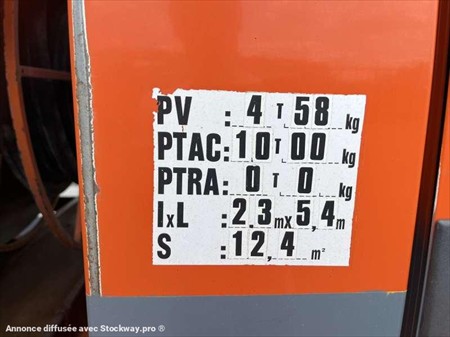 PV : 4 T 58 kg
PTAC: 10 T 00 kg
PTRA: 0 T 0 kg
IxL : 2,3 m X 5,4 m
S : 12,4 m²
Annonce diffusée avec Stockway.pro ®